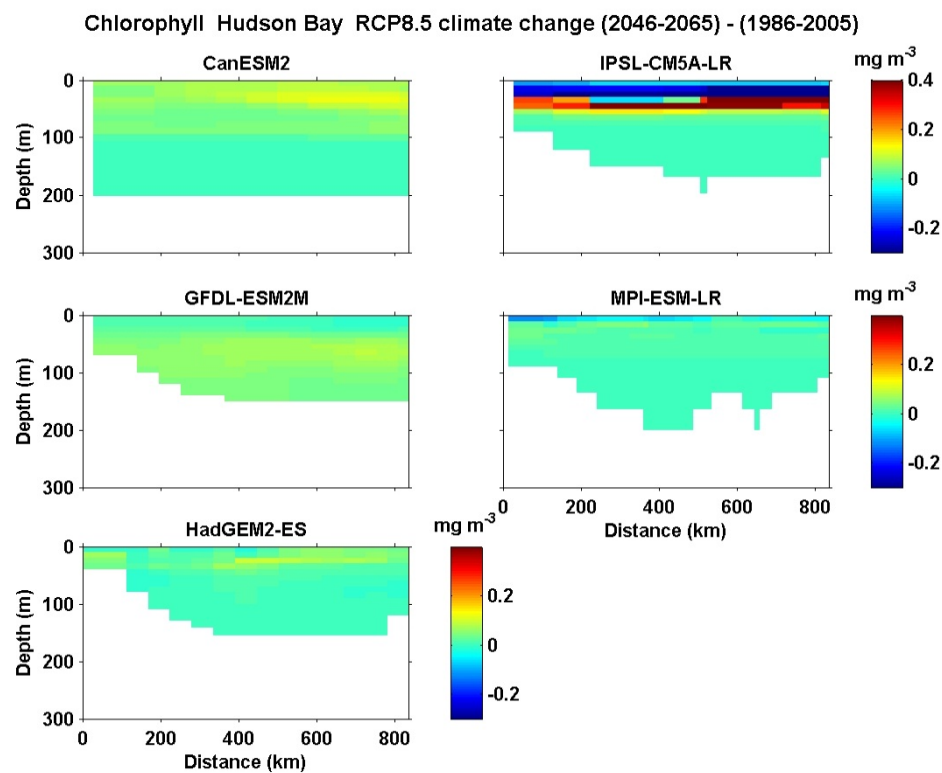 Chlorophyll Hudson Bay RCP8.5 climate change (2046-2065) - (1986-2005)
CanESM2
Depth (m)
0
100
200
300
IPSL-CM5A-LR
mg m-3
0.4
0.2
0
-0.2
GFDL-ESM2M
Depth (m)
0
100
200
300
MPI-ESM-LR
0
200
400
600
800
Distance (km)
mg m-3
0.2
0
-0.2
HadGEM2-ES
Depth (m)
0
100
200
300
0
200
400
600
800
Distance (km)
mg m-3
0.2
0
-0.2